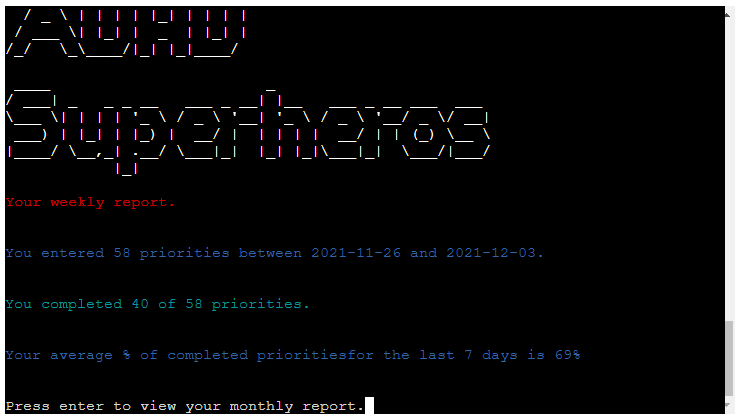 ADHD
Superheros
Your weekly report.
You entered 58 priorities between 2021-11-26 and 2021-12-03.
You completed 40 of 58 priorities.
Your average % of completed prioritiesfor the last 7 days is 69%
Press enter to view your monthly report.